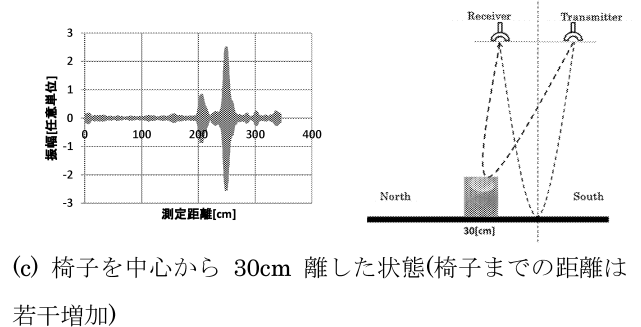 3
2
1
0
-1
-2
-3
0 100 200 300 400
振幅[任意単位]
測定距離[cm]
Receiver Transmitter
North South
30[cm]
(c) 椅子を中心から 30cm 離した状態(椅子までの距離は
若干増加)